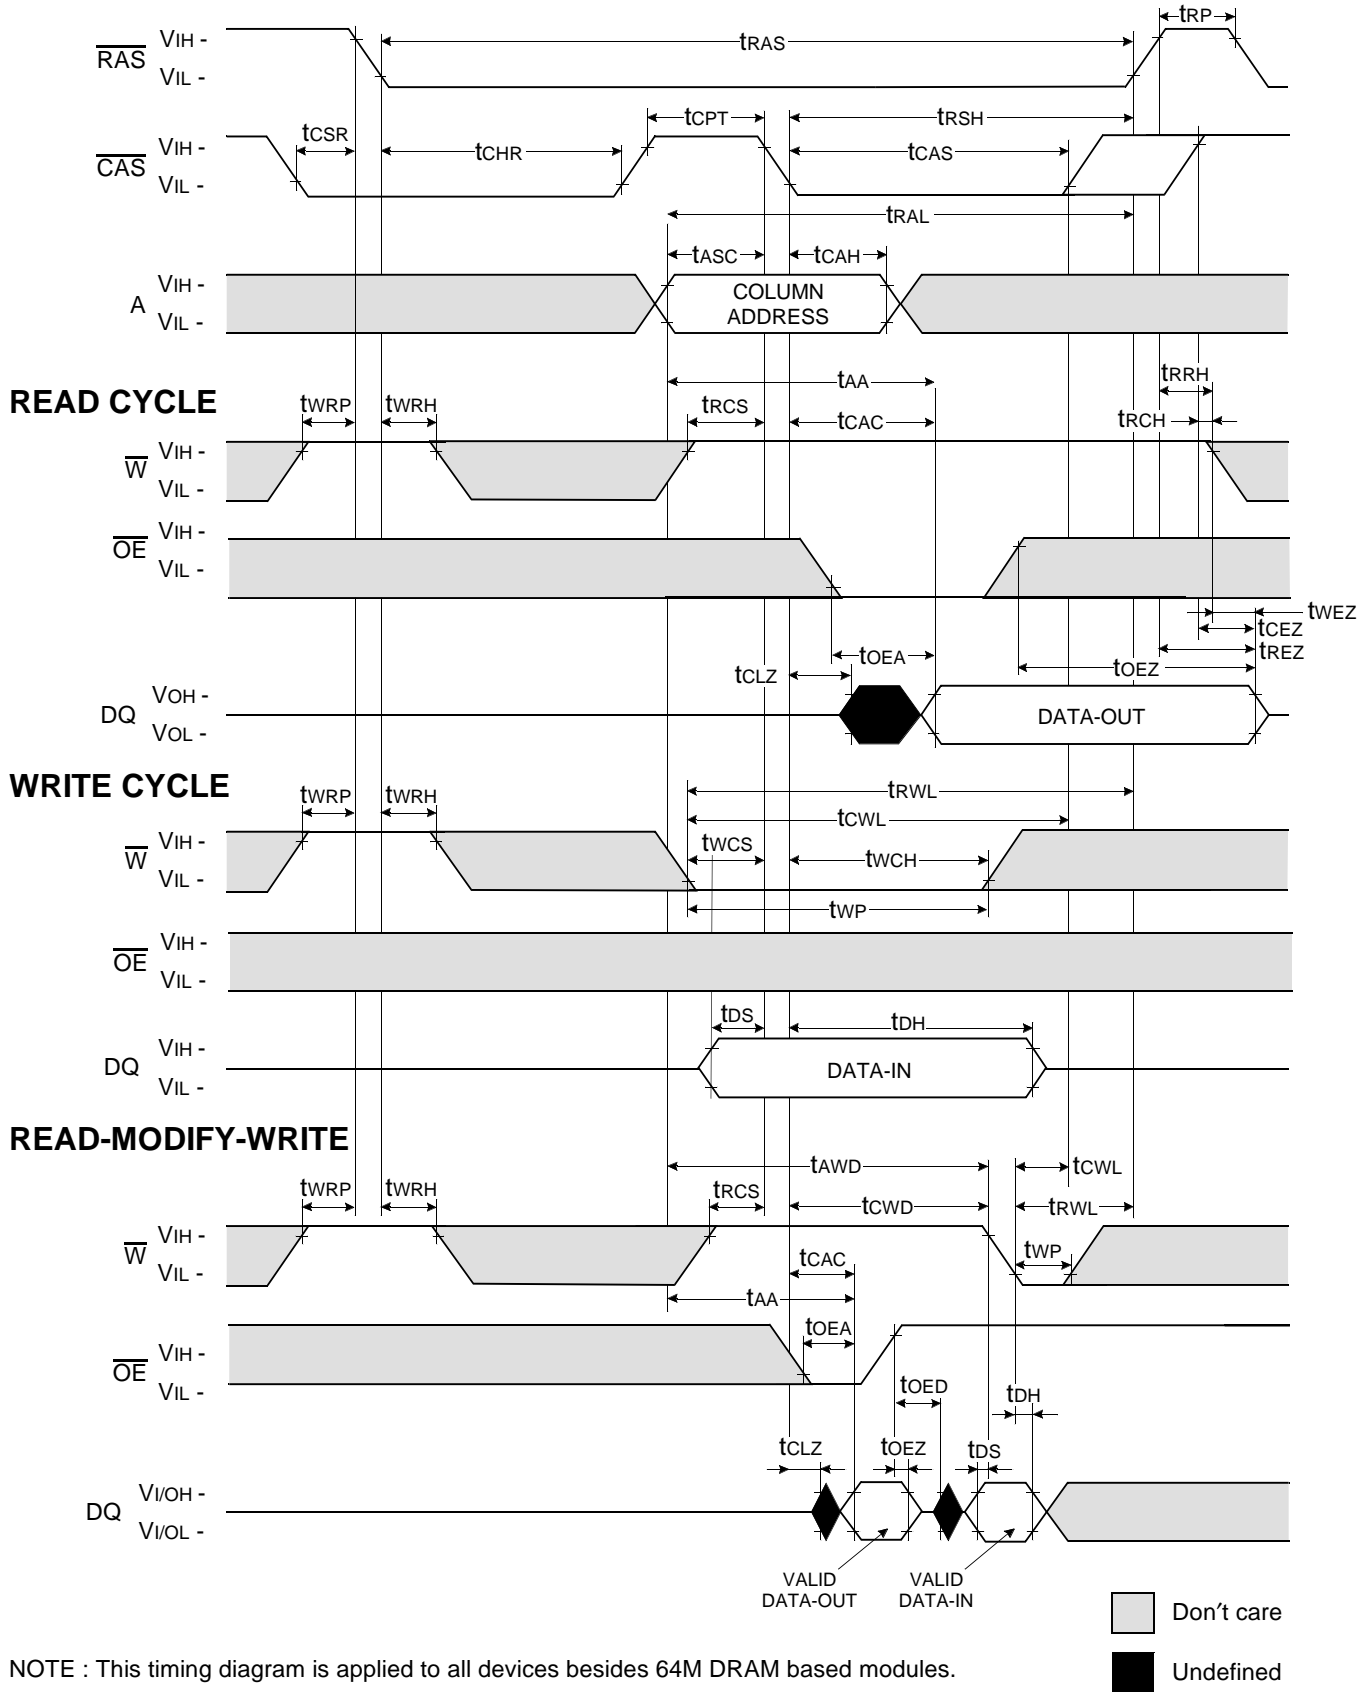 tRP
RAS
VIH -
VIL -
tRAS
tCPT
tRSH
tCSR
CAS
VIH -
VIL -
tCHR
tCAS
tRAL
tASC
tCAH
A
VIH -
VIL -
COLUMN
ADDRESS
tAA
tRRH
READ CYCLE
tWRP
tWRH
tRCS
tCAC
tRCH
W
VIH -
VIL -
OE
VIH -
VIL -
tWEZ
tCEZ
tREZ
tOEA
tOEZ
tCLZ
DQ
VOH -
VOL -
DATA-OUT
WRITE CYCLE
tWRP
tWRH
tRWL
tCWL
tWCS
tWCH
W
VIH -
VIL -
tWP
OE
VIH -
VIL -
tDS
tDH
DQ
VIH -
VIL -
DATA-IN
READ-MODIFY-WRITE
tAWD
tCWL
tWRP
tWRH
tRCS
tCWD
tRWL
W
VIH -
VIL -
tWP
tCAC
tAA
tOEA
OE
VIH -
VIL -
tOED
tDH
tCLZ
tOEZ
tDS
DQ
VI/OH -
VI/OL -
VALID
DATA-OUT
VALID
DATA-IN
Don′t care
NOTE : This timing diagram is applied to all devices besides 64M DRAM based modules.
Undefined